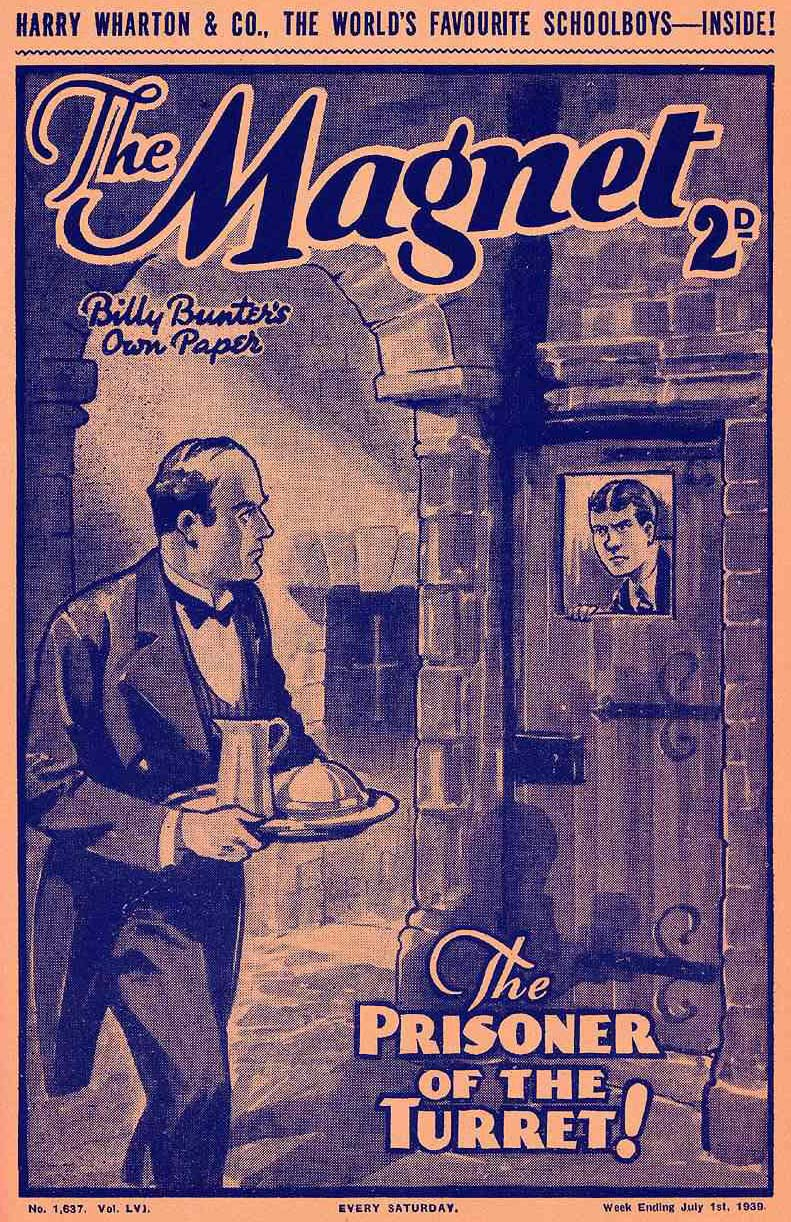 HARRY WHARTON & CO., THE WORLD'S FAVOURITE SCHOOLBOYS—INSIDE!
The Magnet 2D
Billy Bunter's
Own Paper
The
PRISONER
OF THE
TURRET!
No. 1,637. Vol. LVI. EVERY SATURDAY. Week Ending July 1st, 1939.